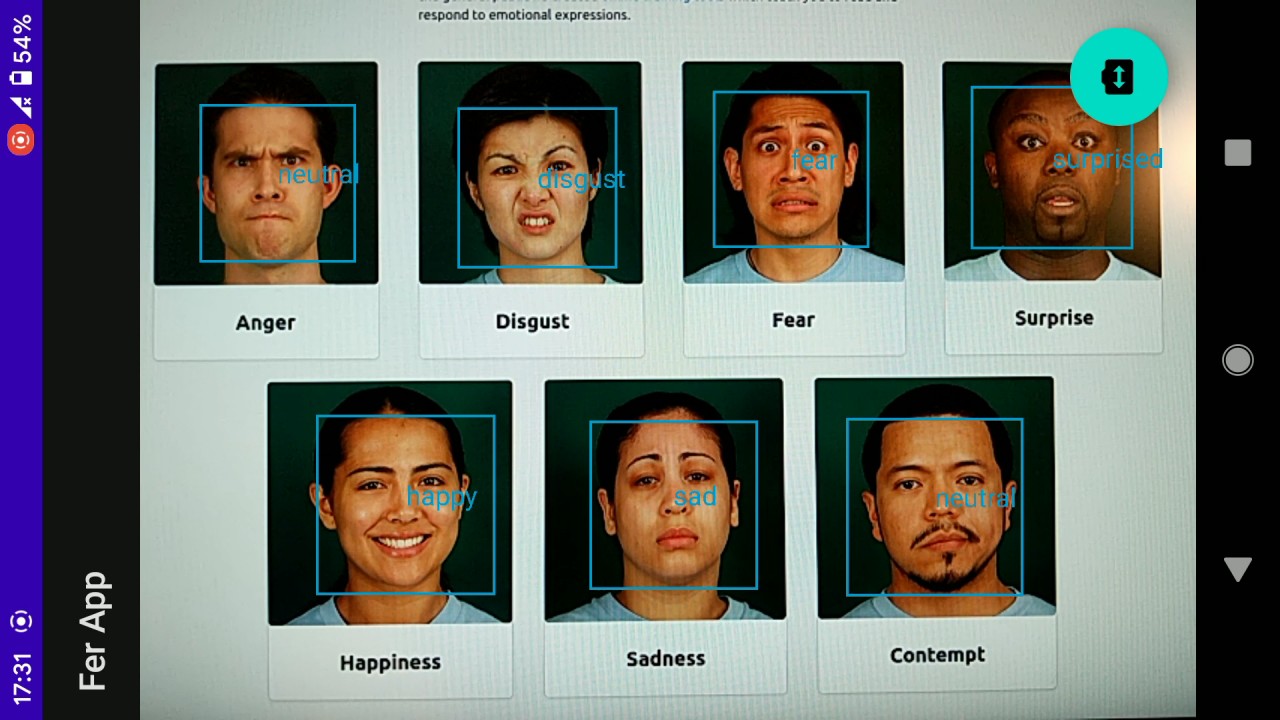 respond to emotional expressions.
neutral
disgust
fear
surprised
Anger
Disgust
Fear
Surprise
happy
sad
neutral
Happiness
Sadness
Contempt
54%
17:31
Fer App